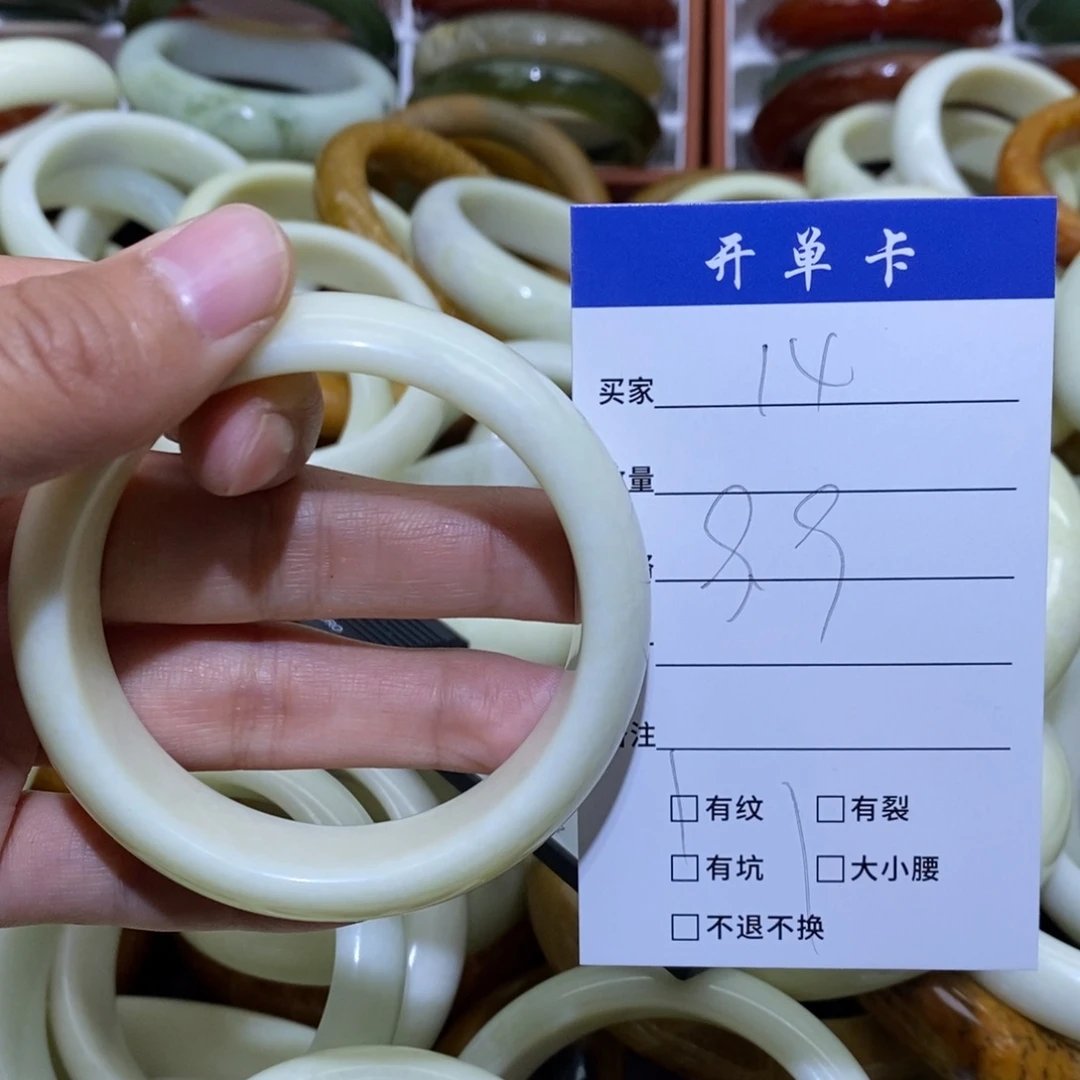 开单卡
买家 14
量
89
注
有纹 有裂
有坑 大小腰
不退不换